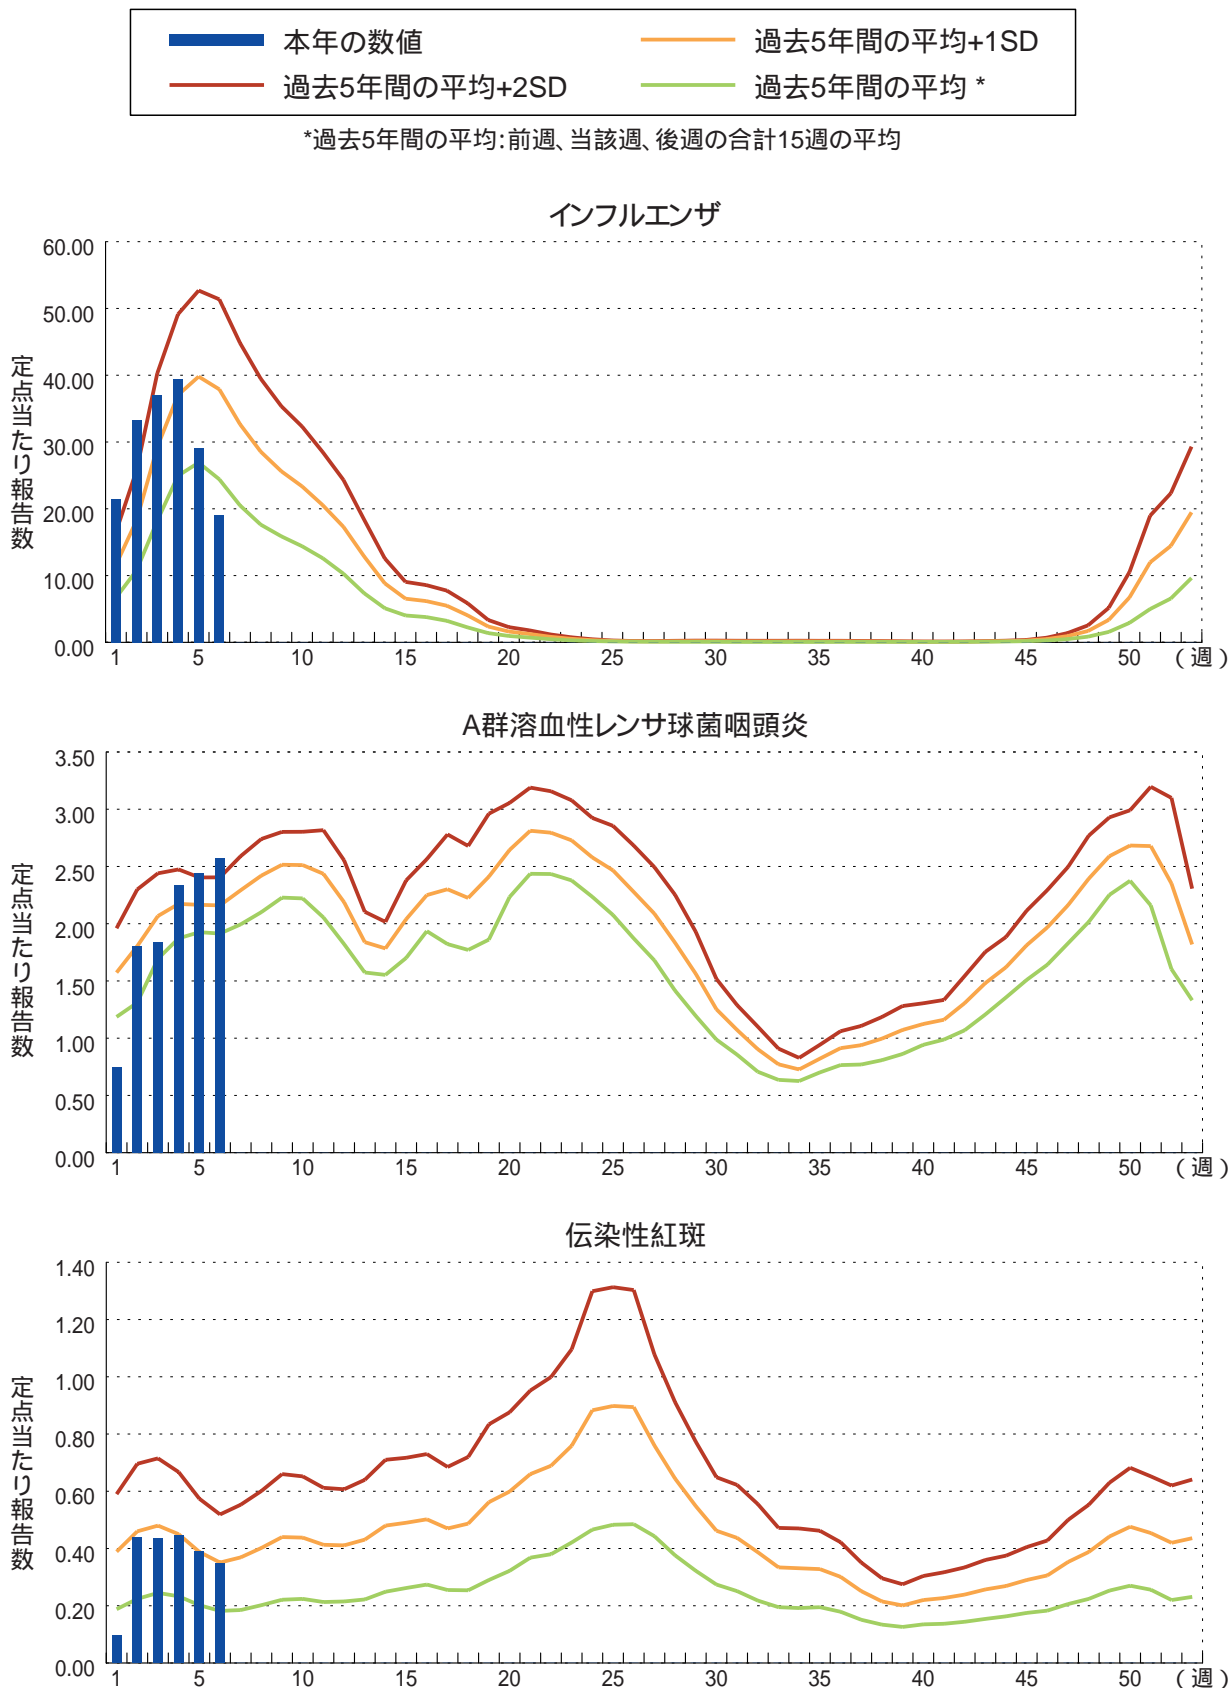 本年の数値
過去5年間の平均+1SD
過去5年間の平均+2SD
過去5年間の平均 *
*過去5年間の平均:前週、当該週、後週の合計15週の平均
インフルエンザ
定点当たり報告数
60.00
50.00
40.00
30.00
20.00
10.00
0.00
1 5 10 15 20 25 30 35 40 45 50 (週)
A群溶血性レンサ球菌咽頭炎
定点当たり報告数
3.50
3.00
2.50
2.00
1.50
1.00
0.50
0.00
1 5 10 15 20 25 30 35 40 45 50 (週)
伝染性紅斑
定点当たり報告数
1.40
1.20
1.00
0.80
0.60
0.40
0.20
0.00
1 5 10 15 20 25 30 35 40 45 50 (週)